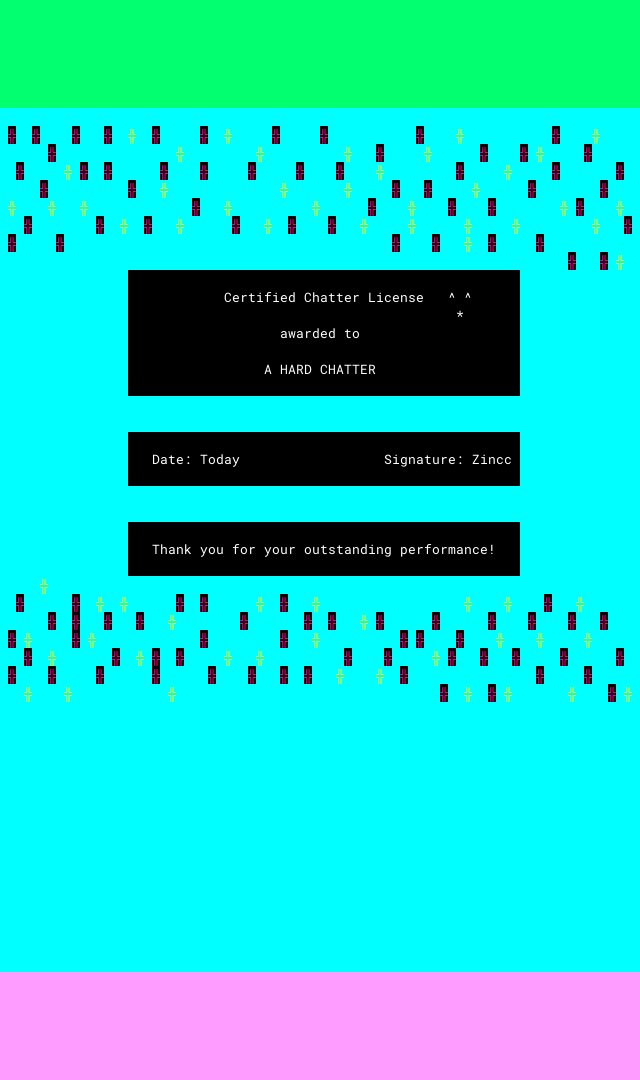 Certified Chatter License ^ ^
*
awarded to
A HARD CHATTER
Date: Today Signature: Zincc
Thank you for your outstanding performance!